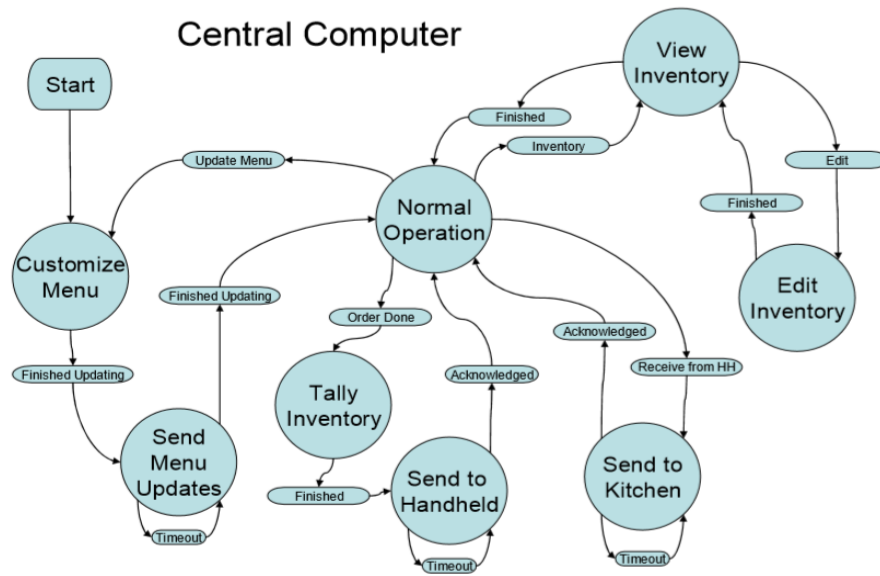 Central Computer
View
Inventory
Start
Finished
Inventory
Update Menu
Edit
Finished
Normal
Operation
Customize
Menu
Finished Updating
Edit
Inventory
Order Done
Acknowledged
Receive from HH
Finished Updating
Acknowledged
Tally
Inventory
Send
Menu
Updates
Send to
Handheld
Send to
Kitchen
Finished
Timeout
Timeout
Timeout